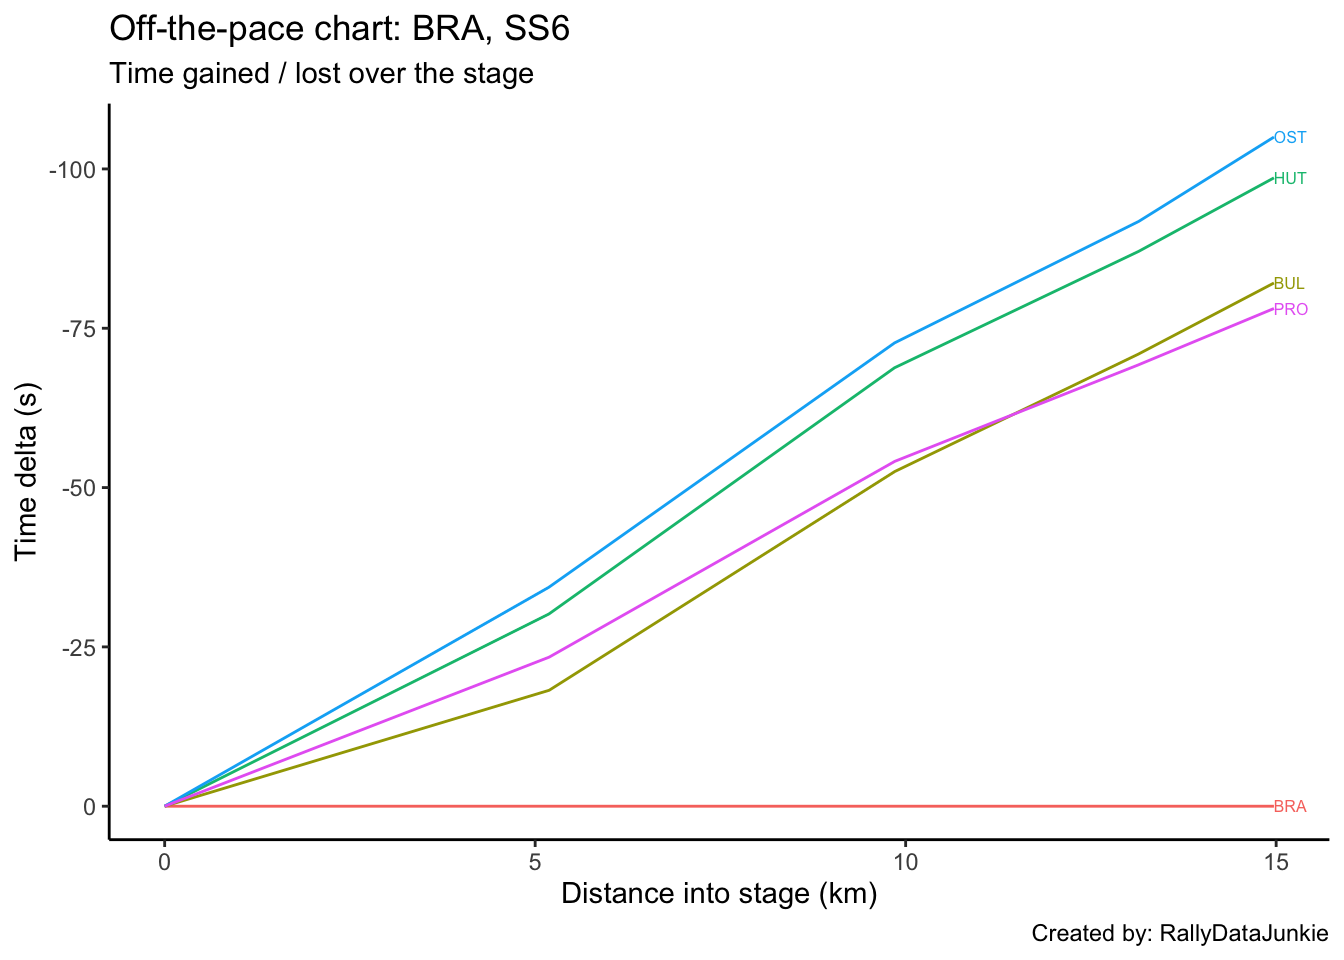 Off-the-pace chart: BRA, SS6
Time gained / lost over the stage
Time delta (s)
-100
-75
-50
-25
0
OST
HUT
BUL
PRO
BRA
0 5 10 15
Distance into stage (km)
Created by: RallyDataJunkie